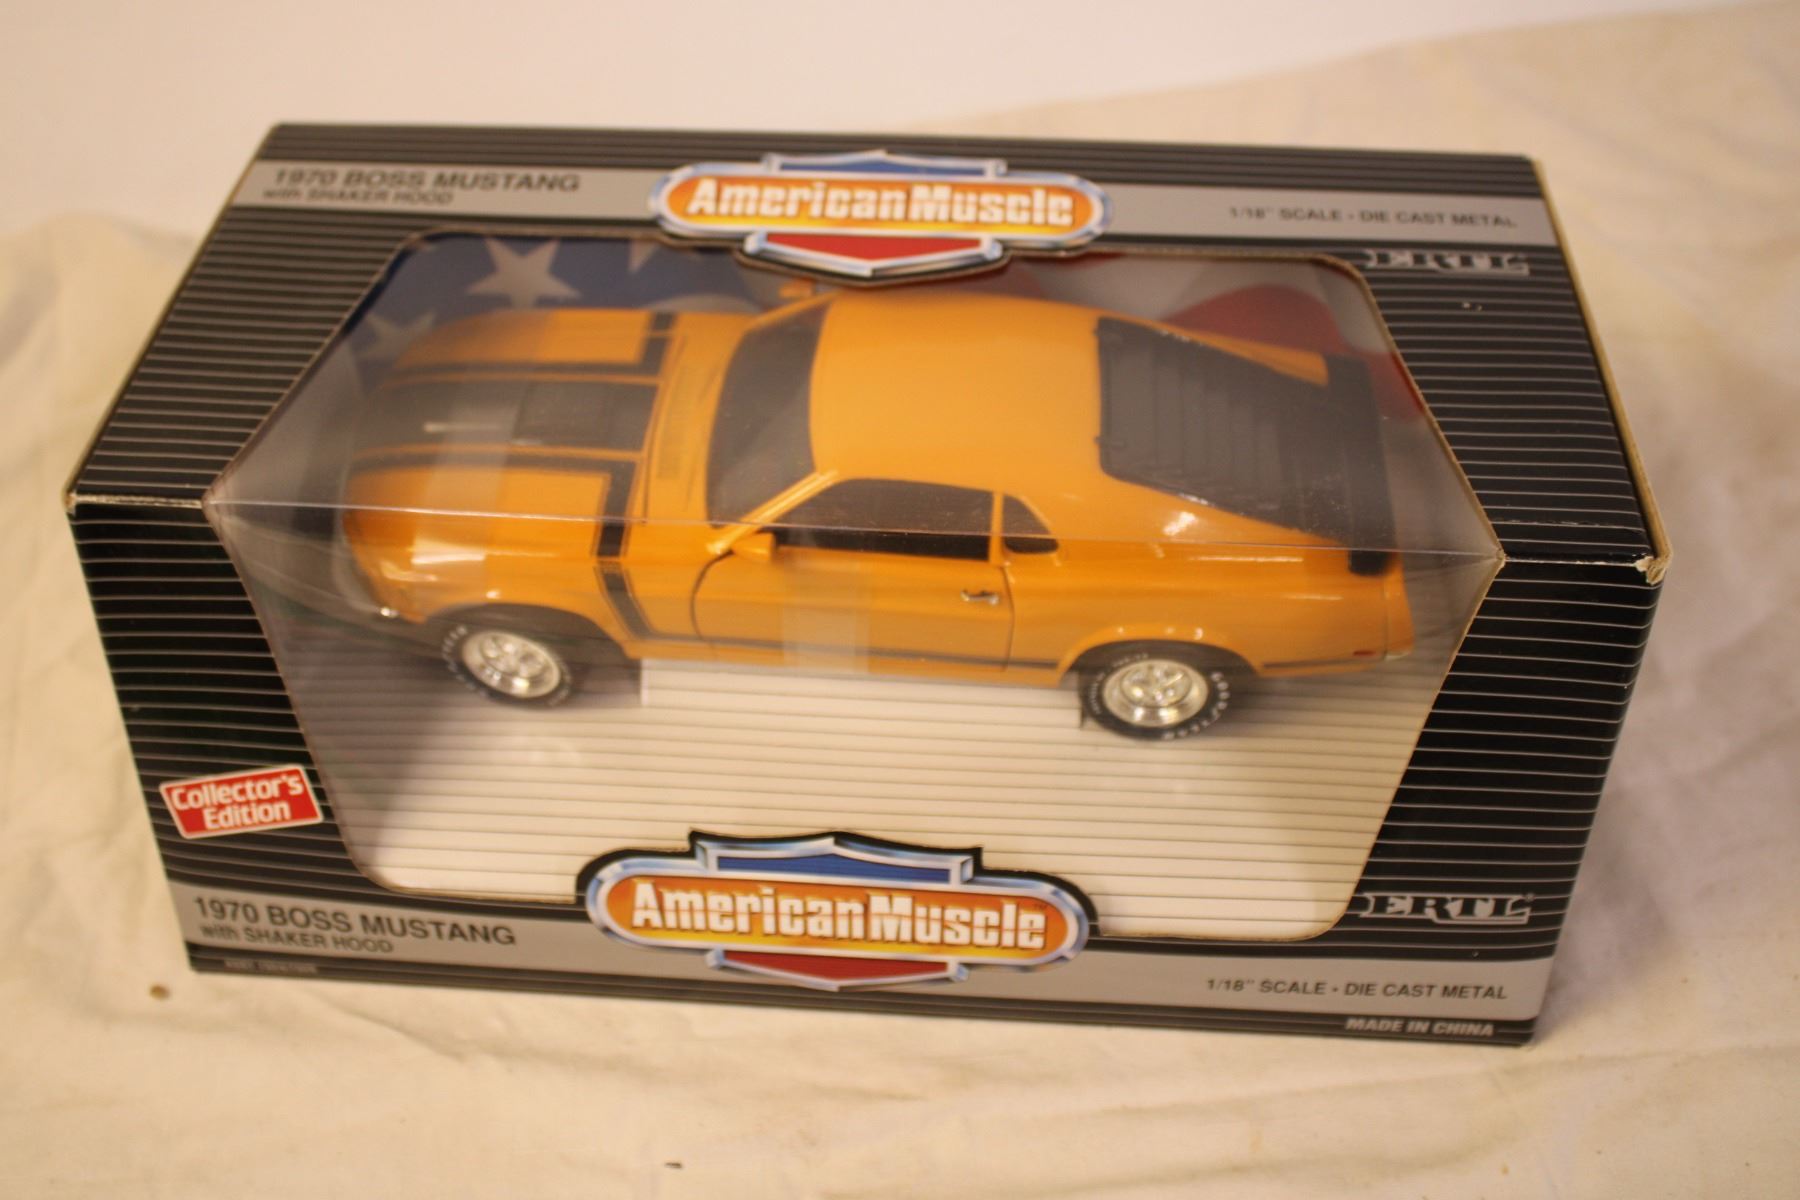 1970 BOSS MUSTANG
with SHAKER HOOD
AmericanMuscle
1/18" SCALE • DIE CAST METAL
ERTL
Collector's
Edition
1970 BOSS MUSTANG
with SHAKER HOOD
AmericanMuscle™
ERTL®
1/18" SCALE • DIE CAST METAL
MADE IN CHINA